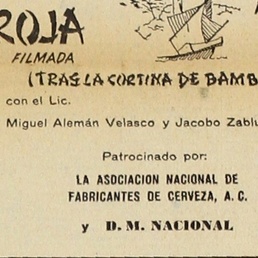 ROJA
FILMADA
(TRAS LA CORTINA DE BAMB
con el Lic.
Miguel Alemán Velasco y Jacobo Zablu
Patrocinado por:
LA ASOCIACION NACIONAL DE
FABRICANTES DE CERVEZA, A. C.
y D. M. NACIONAL